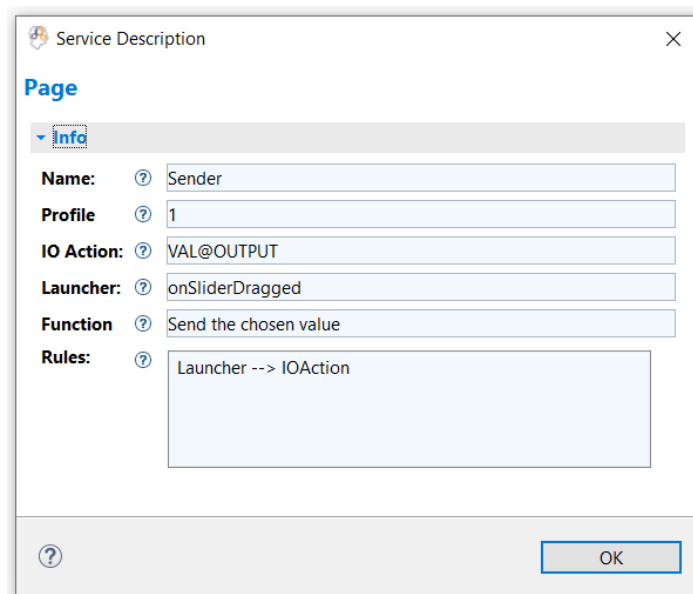 Service Description
Page
Info
Name: Sender
Profile 1
IO Action: VAL@OUTPUT
Launcher: onSliderDragged
Function Send the chosen value
Rules: Launcher --> IOAction
OK